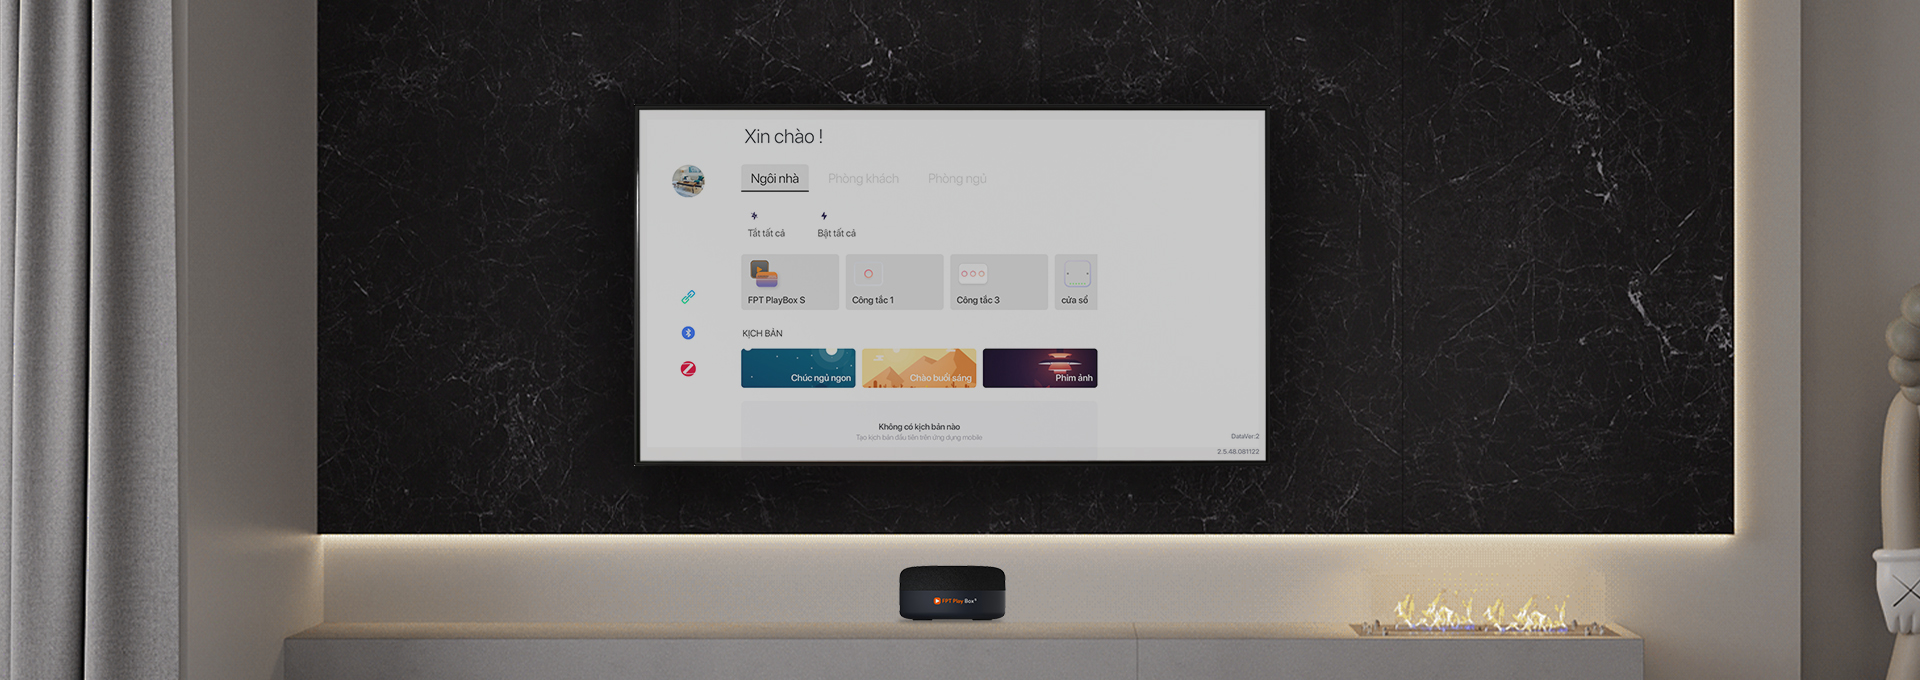 Xin chào !
Ngôi nhà Phòng khách Phòng ngủ
Tắt tất cả Bật tất cả
FPT PlayBox S Công tắc 1 Công tắc 3 cửa sổ
KỊCH BẢN
Chúc ngủ ngon Chào buổi sáng Phim ảnh
Không có kịch bản nào
Tạo kịch bản đầu tiên trên ứng dụng mobile
DataVer:2
2.5.48.081122
FPT Play Box S